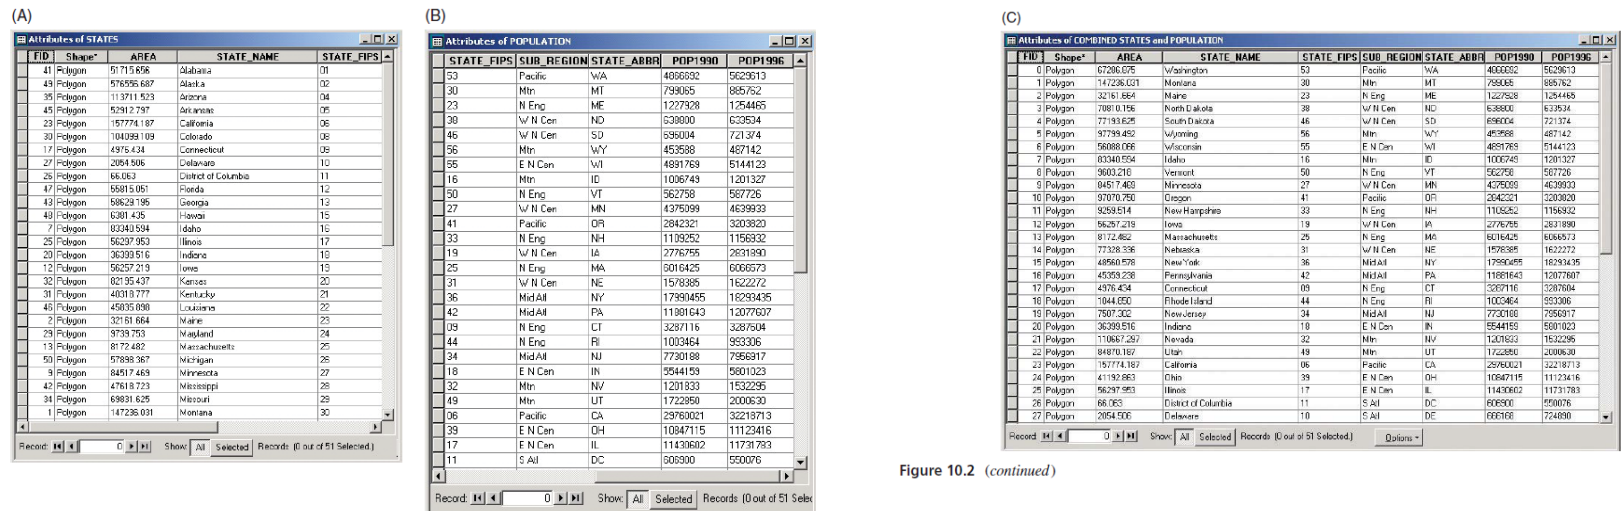 (A)
Attributes of STATES
FID Shape* AREA STATE_NAME STATE_FIPS
41 Polygon 51715.656 Alabama 01
49 Polygon 576556.687 Alaska 02
35 Polygon 113711.523 Arizona 04
45 Polygon 52912.797 Arkansas 05
23 Polygon 157774.187 California 06
30 Polygon 104099.109 Colorado 08
17 Polygon 4976.434 Connecticut 09
27 Polygon 2054.506 Delaware 10
26 Polygon 66.063 District of Columbia 11
47 Polygon 55815.051 Florida 12
43 Polygon 58629.195 Georgia 13
48 Polygon 6381.435 Hawaii 15
7 Polygon 83340.594 Idaho 16
25 Polygon 56297.953 Illinois 17
20 Polygon 36399.516 Indiana 18
12 Polygon 56257.219 Iowa 19
32 Polygon 82195.437 Kansas 20
31 Polygon 40318.777 Kentucky 21
46 Polygon 45835.898 Louisiana 22
2 Polygon 32161.664 Maine 23
29 Polygon 9739.753 Maryland 24
13 Polygon 8172.482 Massachusetts 25
50 Polygon 57898.367 Michigan 26
9 Polygon 84517.469 Minnesota 27
42 Polygon 47618.723 Mississippi 28
34 Polygon 69831.625 Missouri 29
1 Polygon 147236.031 Montana 30
Record: 0 Show: All Selected Records (0 out of 51 Selected.)
(B)
Attributes of POPULATION
STATE_FIPS SUB_REGION STATE_ABBR POP1990 POP1996
53 Pacific WA 4866692 5629613
30 Mtn MT 799065 885762
23 N Eng ME 1227928 1254465
38 W N Cen ND 638800 633534
46 W N Cen SD 696004 721374
56 Mtn WY 453588 487142
55 E N Cen WI 4891769 5144123
16 Mtn ID 1006749 1201327
50 N Eng VT 562758 587726
27 W N Cen MN 4375099 4639933
41 Pacific OR 2842321 3203820
33 N Eng NH 1109252 1156932
19 W N Cen IA 2776755 2831890
25 N Eng MA 6016425 6066573
31 W N Cen NE 1578385 1622272
36 Mid Atl NY 17990455 18293435
42 Mid Atl PA 11881643 12077607
09 N Eng CT 3287116 3287604
44 N Eng RI 1003464 993306
34 Mid Atl NJ 7730188 7956917
18 E N Cen IN 5544159 5801023
32 Mtn NV 1201833 1532295
49 Mtn UT 1722850 2000630
06 Pacific CA 29760021 32218713
39 E N Cen OH 10847115 11123416
17 E N Cen IL 11430602 11731783
11 S Atl DC 606900 550076
Record: 0 Show: All Selected Records (0 out of 51 Selec
(C)
Attributes of COMBINED STATES and POPULATION
FID Shape* AREA STATE_NAME STATE_FIPS SUB_REGION STATE_ABBR POP1990 POP1996
0 Polygon 67286.875 Washington 53 Pacific WA 4866692 5629613
1 Polygon 147236.031 Montana 30 Mtn MT 799065 885762
2 Polygon 32161.664 Maine 23 N Eng ME 1227928 1254465
3 Polygon 70810.156 North Dakota 38 W N Cen ND 638800 633534
4 Polygon 77193.625 South Dakota 46 W N Cen SD 696004 721374
5 Polygon 97799.492 Wyoming 56 Mtn WY 453588 487142
6 Polygon 56088.066 Wisconsin 55 E N Cen WI 4891769 5144123
7 Polygon 83340.594 Idaho 16 Mtn ID 1006749 1201327
8 Polygon 9603.218 Vermont 50 N Eng VT 562758 587726
9 Polygon 84517.469 Minnesota 27 W N Cen MN 4375099 4639933
10 Polygon 97070.750 Oregon 41 Pacific OR 2842321 3203820
11 Polygon 9259.514 New Hampshire 33 N Eng NH 1109252 1156932
12 Polygon 56257.219 Iowa 19 W N Cen IA 2776755 2831890
13 Polygon 8172.482 Massachusetts 25 N Eng MA 6016425 6066573
14 Polygon 77328.336 Nebraska 31 W N Cen NE 1578385 1622272
15 Polygon 48560.578 New York 36 Mid Atl NY 17990455 18293435
16 Polygon 45359.238 Pennsylvania 42 Mid Atl PA 11881643 12077607
17 Polygon 4976.434 Connecticut 09 N Eng CT 3287116 3287604
18 Polygon 1044.850 Rhode Island 44 N Eng RI 1003464 993306
19 Polygon 7507.302 New Jersey 34 Mid Atl NJ 7730188 7956917
20 Polygon 36399.516 Indiana 18 E N Cen IN 5544159 5801023
21 Polygon 110667.297 Nevada 32 Mtn NV 1201833 1532295
22 Polygon 84870.187 Utah 49 Mtn UT 1722850 2000630
23 Polygon 157774.187 California 06 Pacific CA 29760021 32218713
24 Polygon 41192.863 Ohio 39 E N Cen OH 10847115 11123416
25 Polygon 56297.953 Illinois 17 E N Cen IL 11430602 11731783
26 Polygon 66.063 District of Columbia 11 S Atl DC 606900 550076
27 Polygon 2054.506 Delaware 10 S Atl DE 666168 724890
Record: 0 Show: All Selected Records (0 out of 51 Selected.) Options
Figure 10.2 (continued)